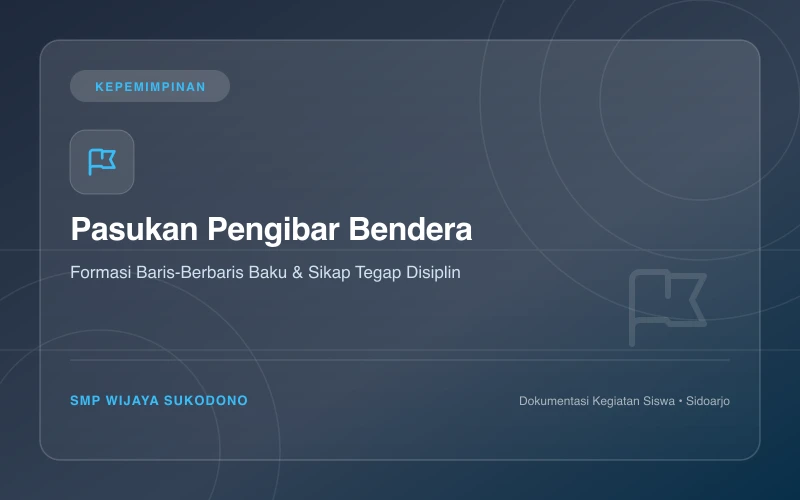 KEPEMIMPINAN
Pasukan Pengibar Bendera
Formasi Baris-Berbaris Baku & Sikap Tegap Disiplin
SMP WIJAYA SUKODONO
Dokumentasi Kegiatan Siswa • Sidoarjo